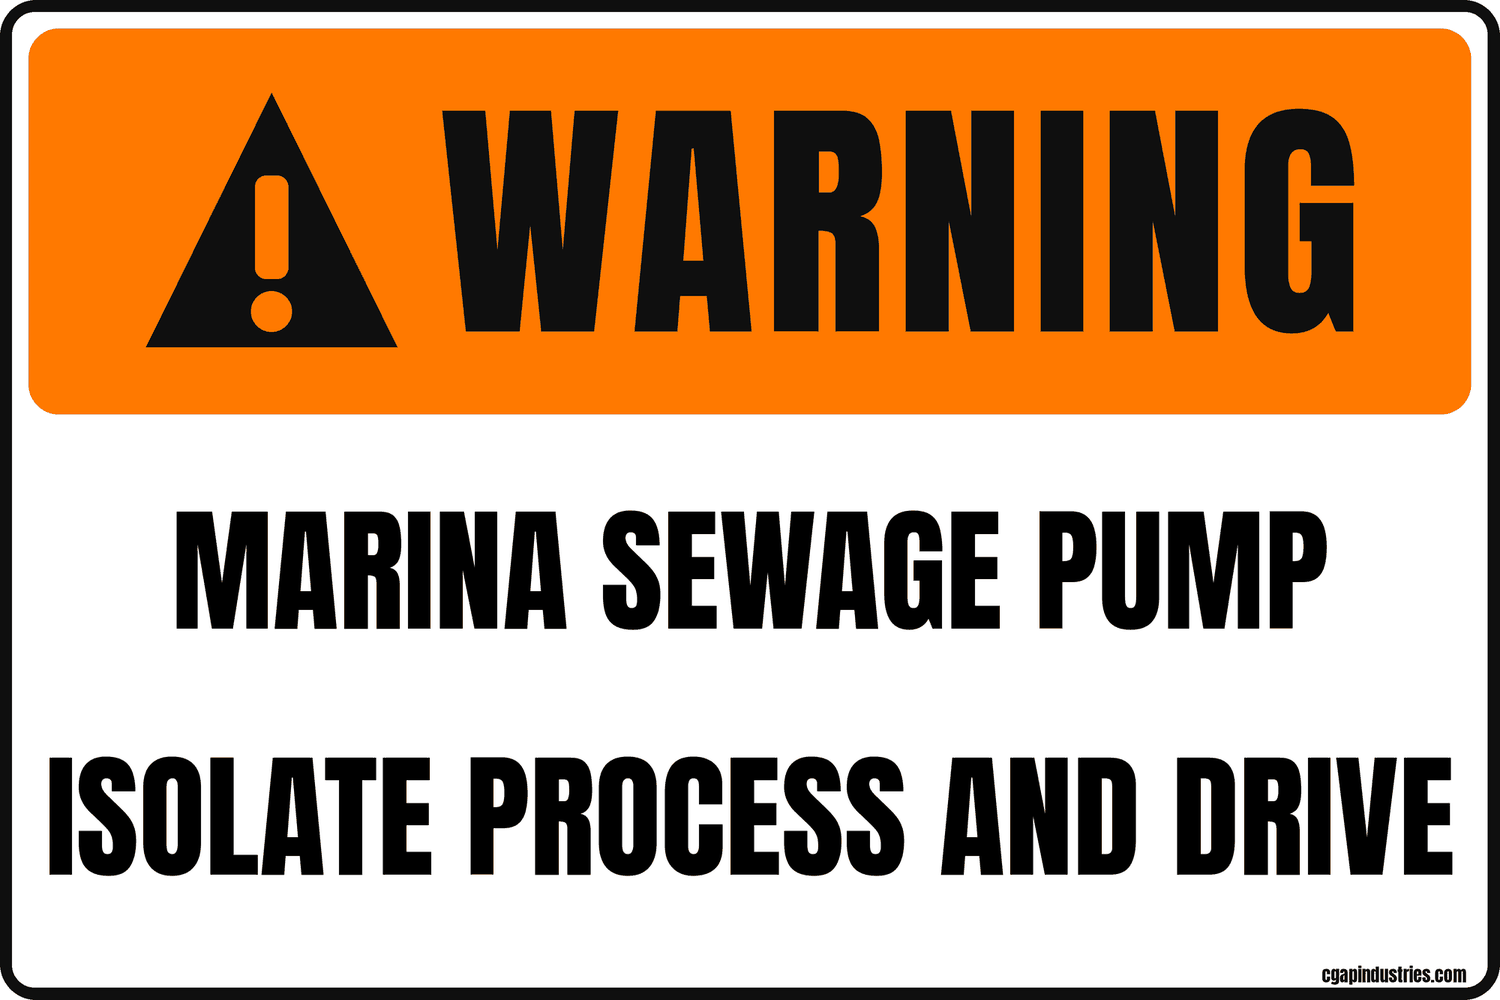 WARNING
MARINA SEWAGE PUMP
ISOLATE PROCESS AND DRIVE
cgapindustries.com